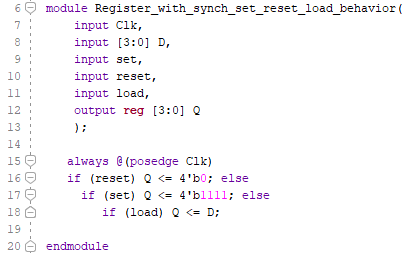 6 module Register_with_synch_set_reset_load_behavior(
7 input Clk,
8 input [3:0] D,
9 input set,
10 input reset,
11 input load,
12 output reg [3:0] Q
13 );
14
15 always @(posedge Clk)
16 if (reset) Q <= 4'b0; else
17 if (set) Q <= 4'b1111; else
18 if (load) Q <= D;
19
20 endmodule